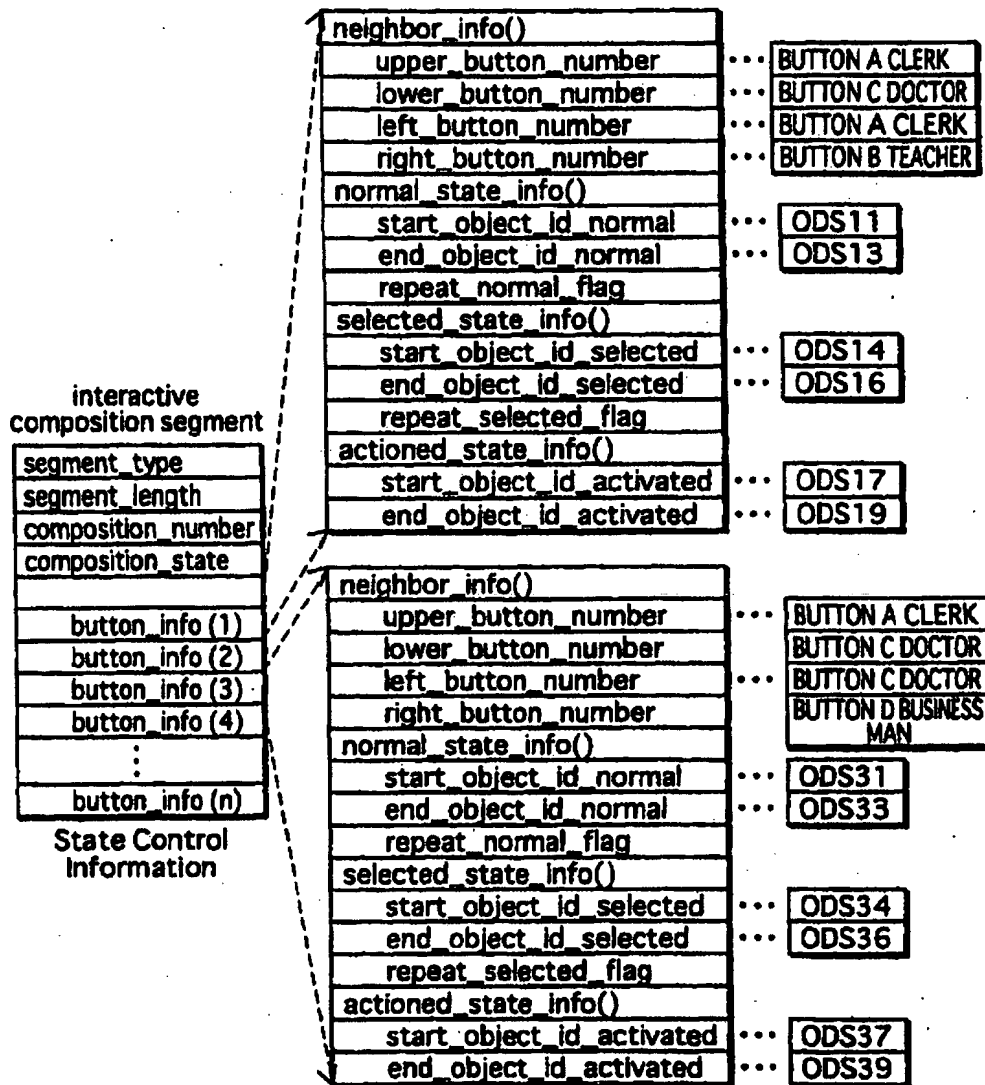 neighbor_info()
upper_button_number ··· BUTTON A CLERK
lower_button_number ··· BUTTON C DOCTOR
left_button_number ··· BUTTON A CLERK
right_button_number ··· BUTTON B TEACHER
normal_state_info()
start_object_id_normal ··· ODS11
end_object_id_normal ··· ODS13
repeat_normal_flag
selected_state_info()
start_object_id_selected ··· ODS14
end_object_id_selected ··· ODS16
repeat_selected_flag
actioned_state_info()
start_object_id_activated ··· ODS17
end_object_id_activated ··· ODS19
interactive
composition segment
segment_type
segment_length
composition_number
composition_state
button_info (1)
button_info (2)
button_info (3)
button_info (4)
⋮
button_info (n)
State Control
Information
neighbor_info()
upper_button_number ··· BUTTON A CLERK
lower_button_number BUTTON C DOCTOR
left_button_number ··· BUTTON C DOCTOR
right_button_number BUTTON D BUSINESS
MAN
normal_state_info()
start_object_id_normal ··· ODS31
end_object_id_normal ··· ODS33
repeat_normal_flag
selected_state_info()
start_object_id_selected ··· ODS34
end_object_id_selected ··· ODS36
repeat_selected_flag
actioned_state_info()
start_object_id_activated ··· ODS37
end_object_id_activated ··· ODS39